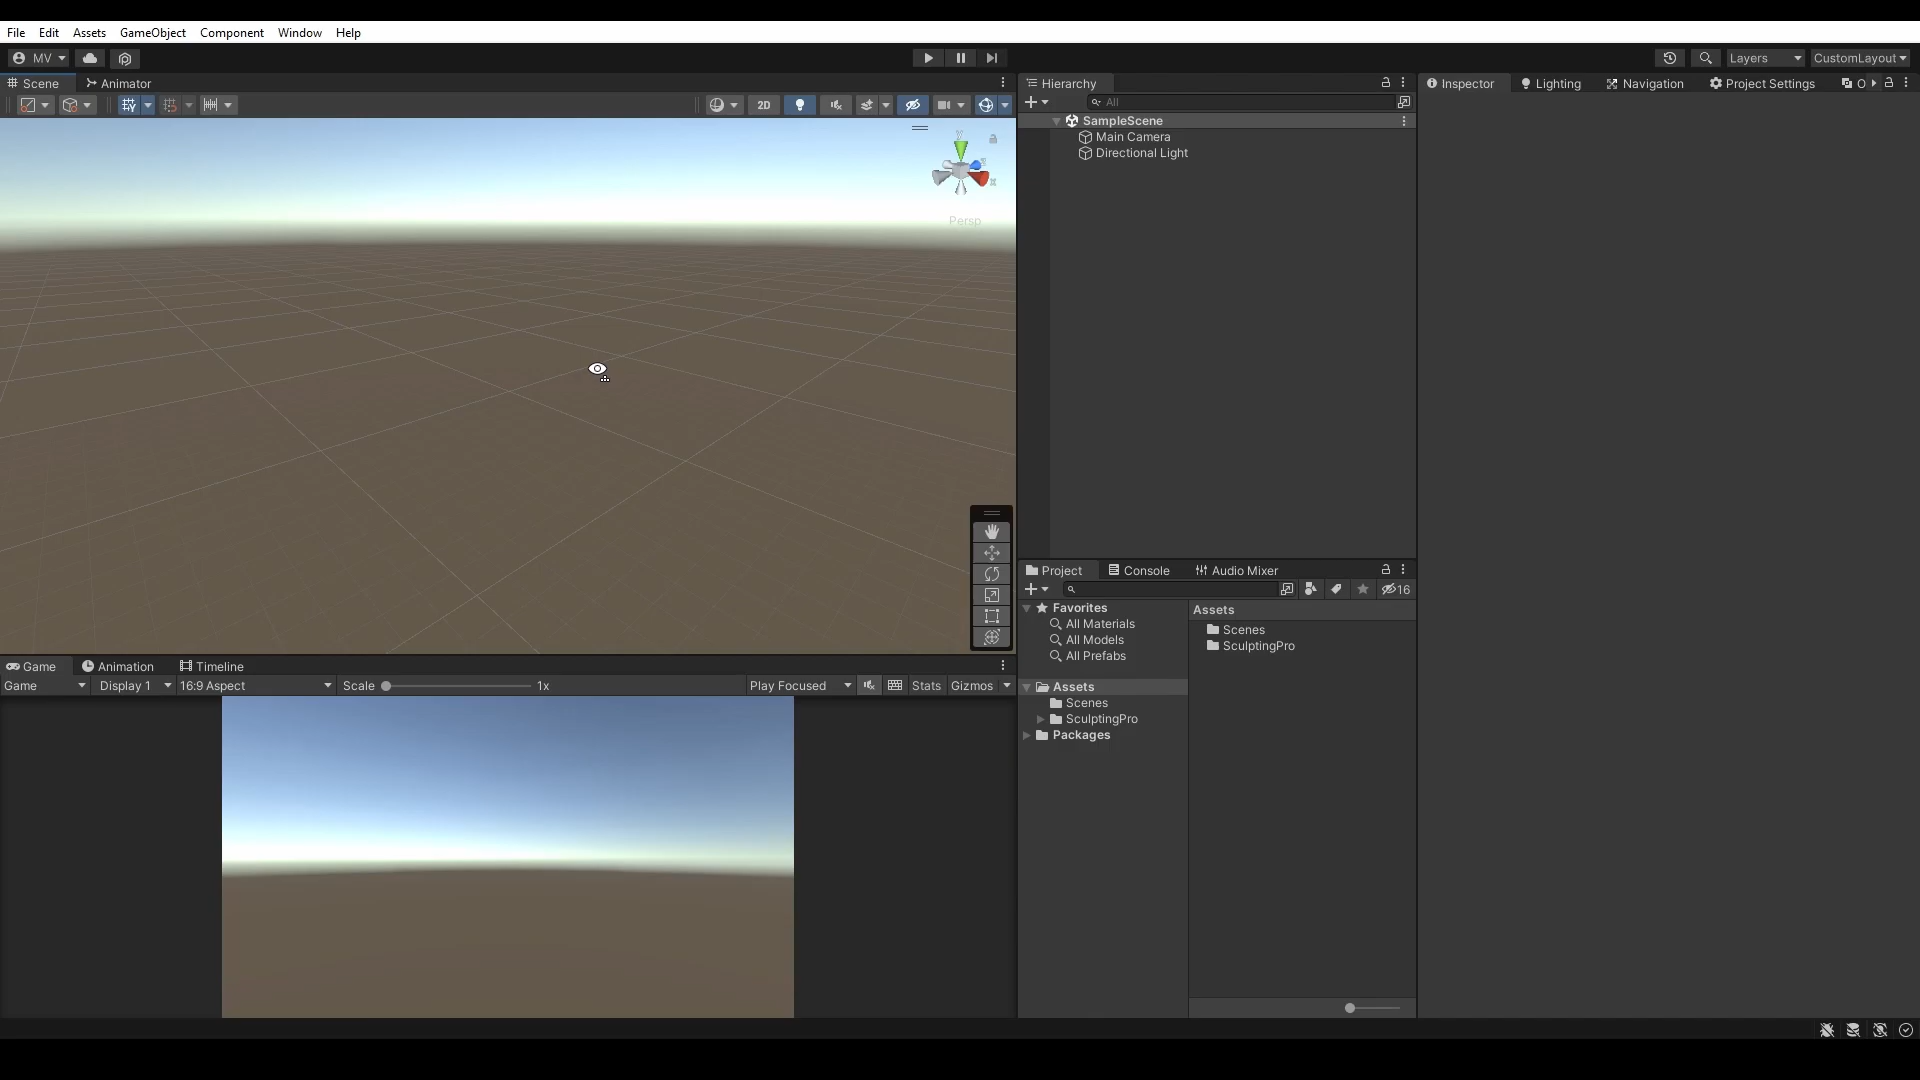 File Edit Assets GameObject Component Window Help
MV Layers CustomLayout
Scene Animator
2D
y
x
Persp
Hierarchy
All
SampleScene
Main Camera
Directional Light
Inspector Lighting Navigation Project Settings O
Game Animation Timeline
Game Display 1 16:9 Aspect Scale 1x Play Focused Stats Gizmos
Project Console Audio Mixer
16
Favorites
All Materials
All Models
All Prefabs
Assets
Scenes
SculptingPro
Packages
Assets
Scenes
SculptingPro